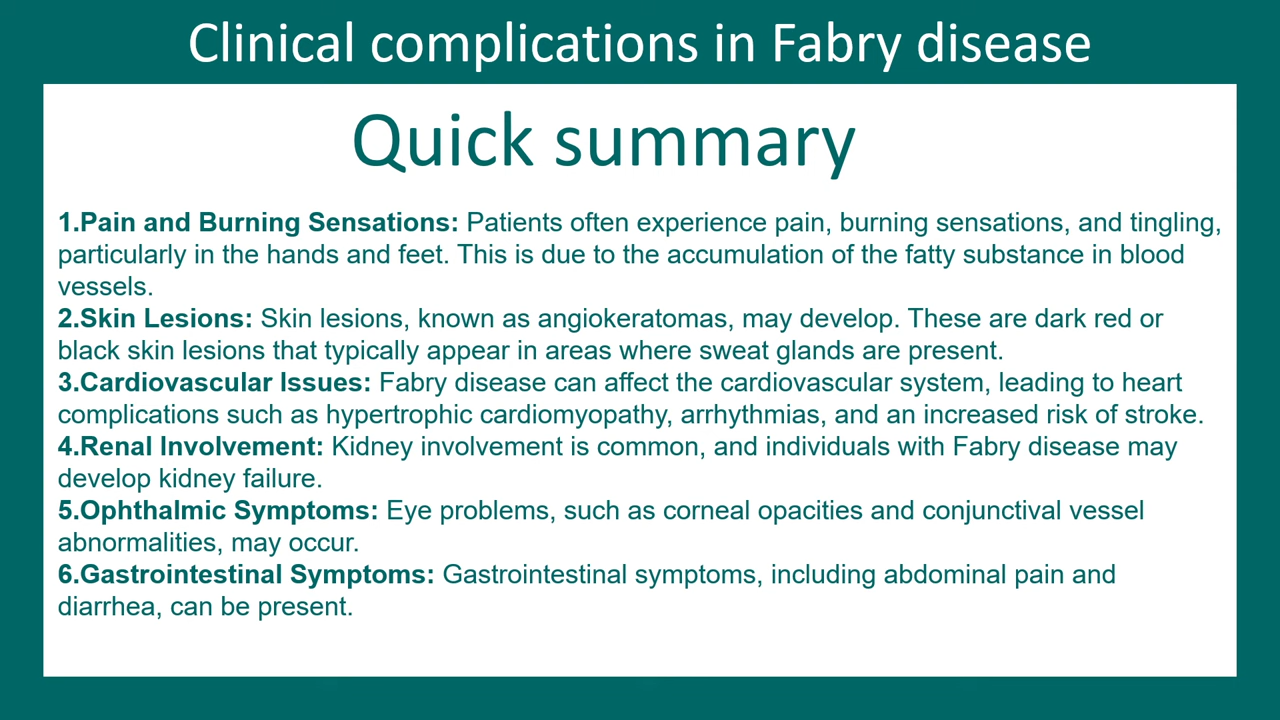 Clinical complications in Fabry disease
Quick summary
1.Pain and Burning Sensations: Patients often experience pain, burning sensations, and tingling,
particularly in the hands and feet. This is due to the accumulation of the fatty substance in blood
vessels.
2.Skin Lesions: Skin lesions, known as angiokeratomas, may develop. These are dark red or
black skin lesions that typically appear in areas where sweat glands are present.
3.Cardiovascular Issues: Fabry disease can affect the cardiovascular system, leading to heart
complications such as hypertrophic cardiomyopathy, arrhythmias, and an increased risk of stroke.
4.Renal Involvement: Kidney involvement is common, and individuals with Fabry disease may
develop kidney failure.
5.Ophthalmic Symptoms: Eye problems, such as corneal opacities and conjunctival vessel
abnormalities, may occur.
6.Gastrointestinal Symptoms: Gastrointestinal symptoms, including abdominal pain and
diarrhea, can be present.